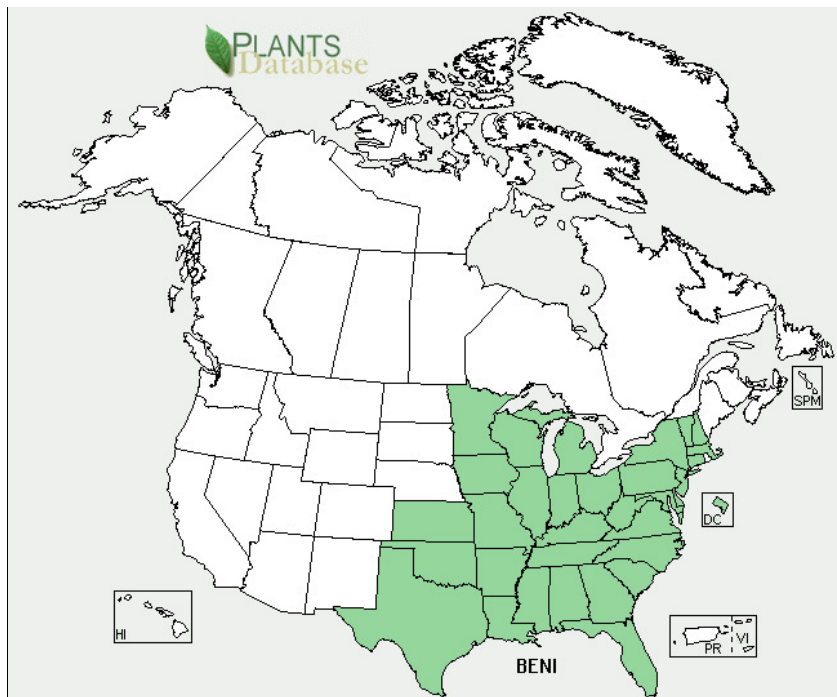 PLANTS
Database
SPM
DC
HI
PR
VI
BENI